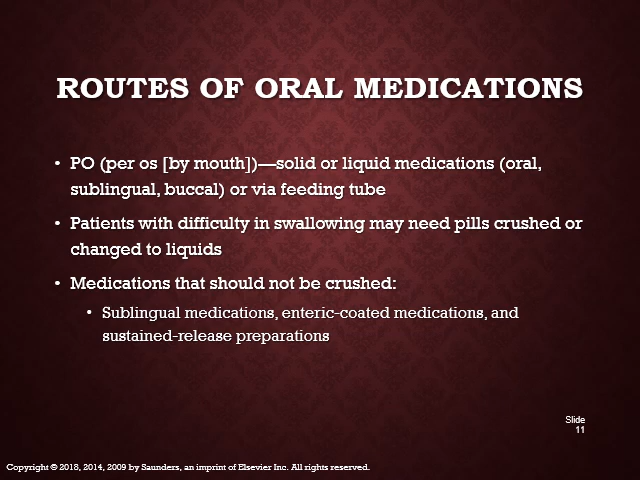 ROUTES OF ORAL MEDICATIONS
• PO (per os [by mouth])—solid or liquid medications (oral,
sublingual, buccal) or via feeding tube
• Patients with difficulty in swallowing may need pills crushed or
changed to liquids
• Medications that should not be crushed:
• Sublingual medications, enteric-coated medications, and
sustained-release preparations
Slide
11
Copyright © 2018, 2014, 2009 by Saunders, an imprint of Elsevier Inc. All rights reserved.